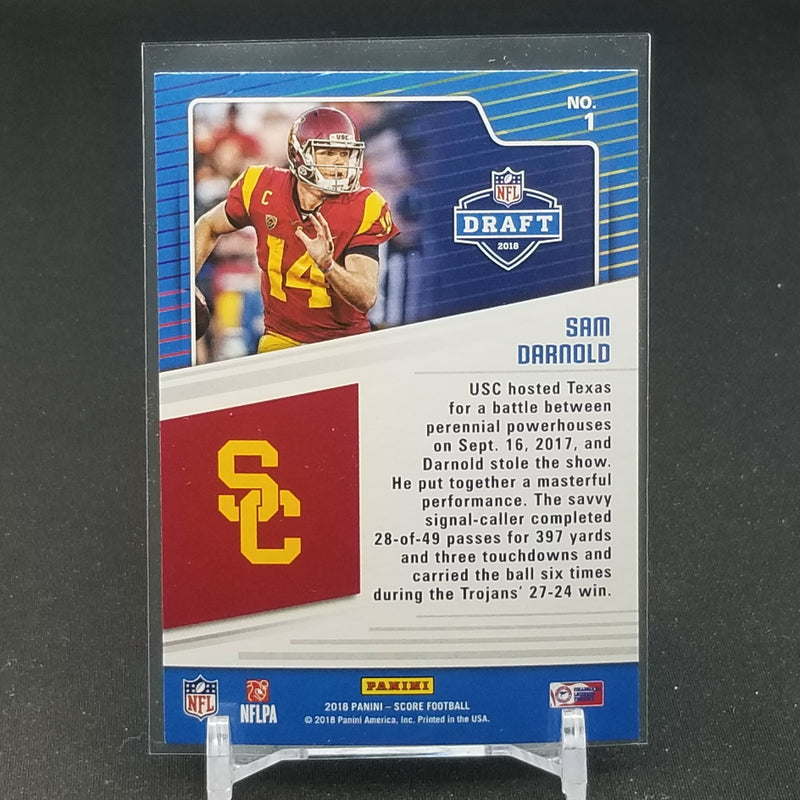 NO.
1
USC
C
14
14
NFL
DRAFT
2018
SAM
DARNOLD
USC hosted Texas
for a battle between
perennial powerhouses
on Sept. 16, 2017, and
Darnold stole the show.
He put together a masterful
performance. The savvy
signal-caller completed
28-of-49 passes for 397 yards
and three touchdowns and
carried the ball six times
during the Trojans' 27-24 win.
SC
NFL
NFLPA
PANINI
2018 PANINI – SCORE FOOTBALL
© 2018 Panini America, Inc. Printed in the USA.